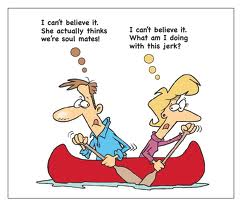 I can't believe it.
She actually thinks
we're soul mates!
I can't believe it.
What am I doing
with this jerk?